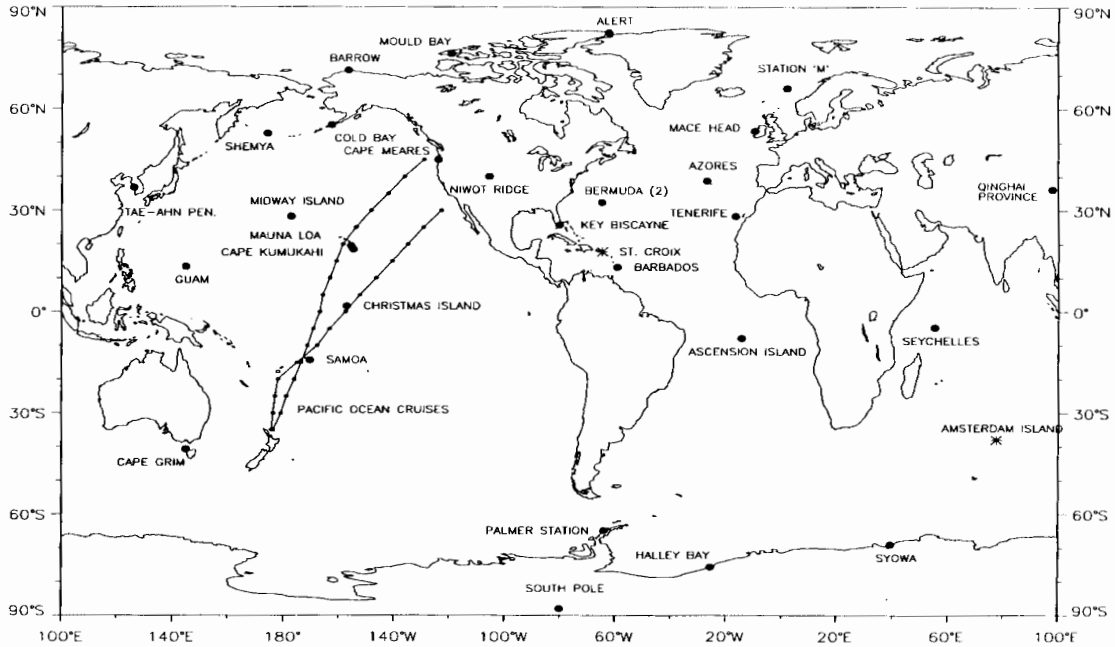 90°N
90°N
ALERT
MOULD BAY
BARROW
STATION 'M'
60°N
60°N
MACE HEAD
COLD BAY
SHEMYA
CAPE MEARES
AZORES
NIWOT RIDGE
BERMUDA (2)
QINGHAI
PROVINCE
MIDWAY ISLAND
TAE-AHN PEN.
30°N
30°N
TENERIFE
KEY BISCAYNE
MAUNA LOA
CAPE KUMUKAHI
ST. CROIX
BARBADOS
GUAM
CHRISTMAS ISLAND
0°
0°
SEYCHELLES
ASCENSION ISLAND
SAMOA
PACIFIC OCEAN CRUISES
30°S
30°S
AMSTERDAM ISLAND
CAPE GRIM
60°S
60°S
PALMER STATION
HALLEY BAY
SYOWA
SOUTH POLE
90°S
90°S
100°E 140°E 180° 140°W 100°W 60°W 20°W 20°E 60°E 100°E